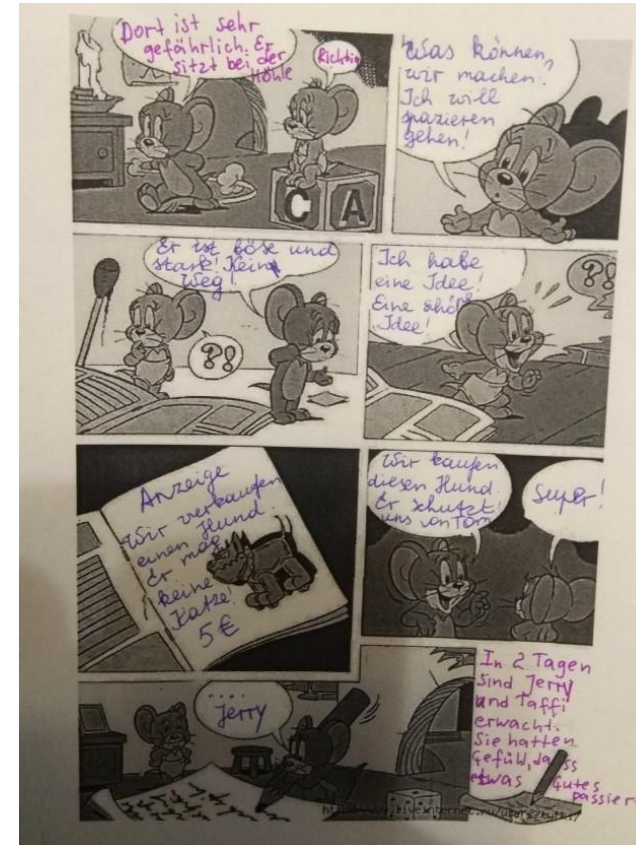 Dort ist sehr
gefährlich. Er
sitzt bei der
Höhle
Richtig
Was können
wir machen?
Ich will
spazieren
gehen!
C A
Er ist böse und
stark! Kein
Weg!
?!
Ich habe
eine Idee!
Eine schöne
Idee!
?!
Anzeige
Wir verkaufen
einen Hund.
Er mag
keine
Katze!
5€
Wir kaufen
diesen Hund.
Er schutzt
uns von Tom
Super!
....
Jerry
In 2 Tagen
sind Jerry
und Taffi
erwacht.
Sie hatten
Gefühl, dass
etwas Gutes
passiert